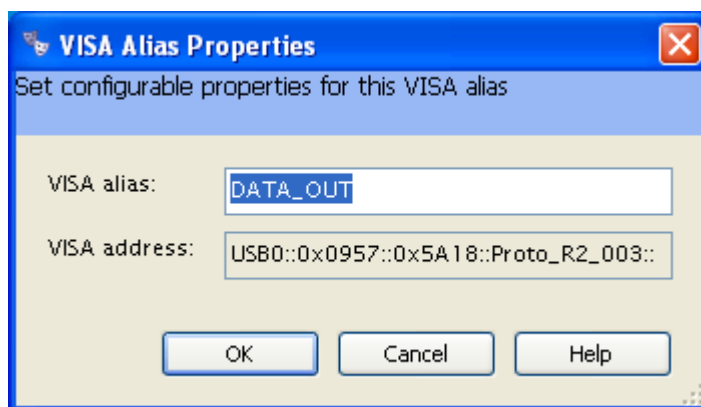 VISA Alias Properties
Set configurable properties for this VISA alias
VISA alias: DATA_OUT
VISA address: USB0::0x0957::0x5A18::Proto_R2_003::
OK Cancel Help